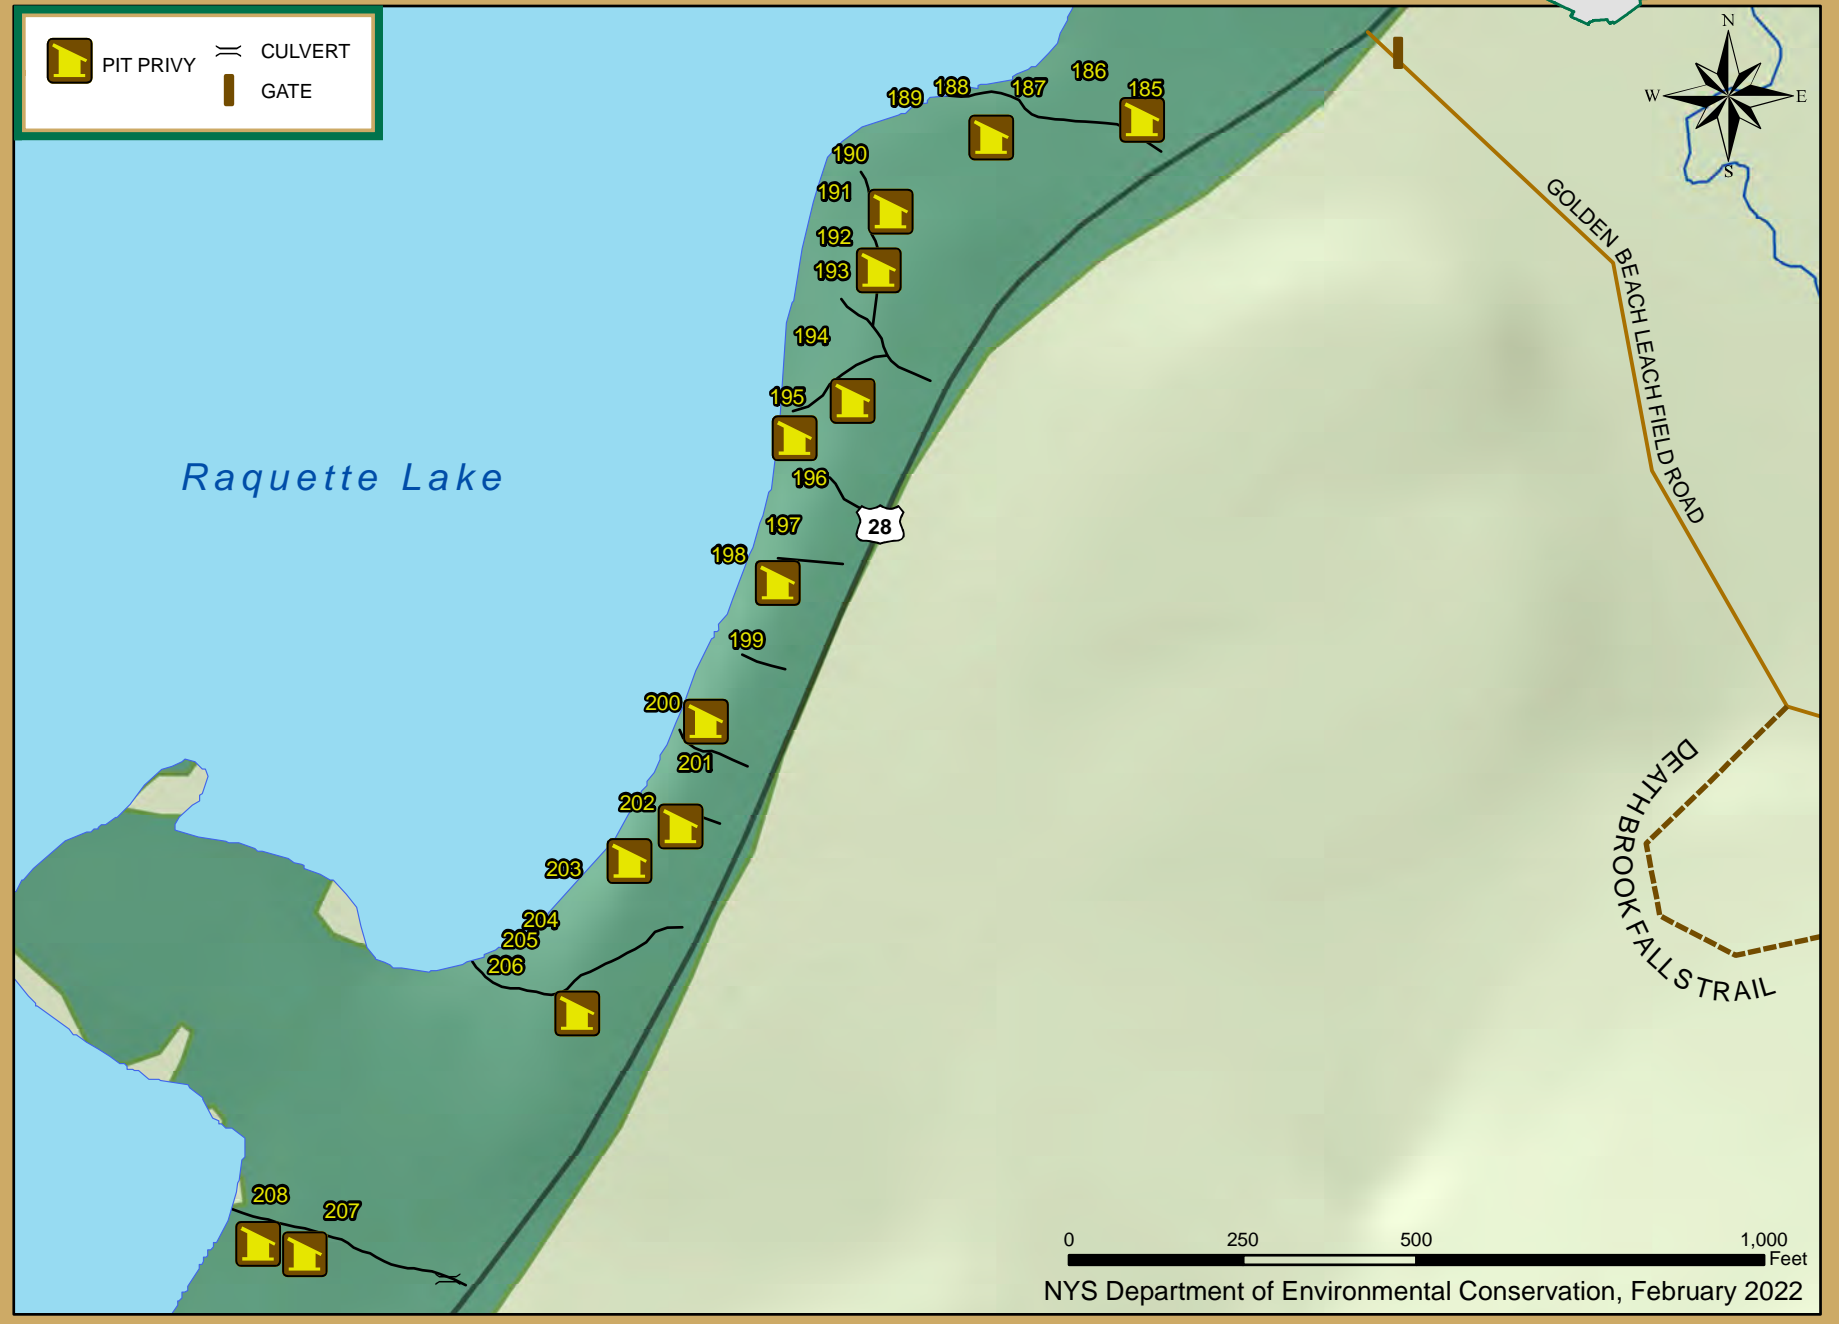 PIT PRIVY
CULVERT
GATE
N
W
E
S
189
188
187
186
185
190
191
192
193
194
195
196
197
198
199
200
201
202
203
204
205
206
208
207
28
Raquette Lake
GOLDEN BEACH LEACH FIELD ROAD
DEATH BROOK FALLS TRAIL
0 250 500 1,000
Feet
NYS Department of Environmental Conservation, February 2022